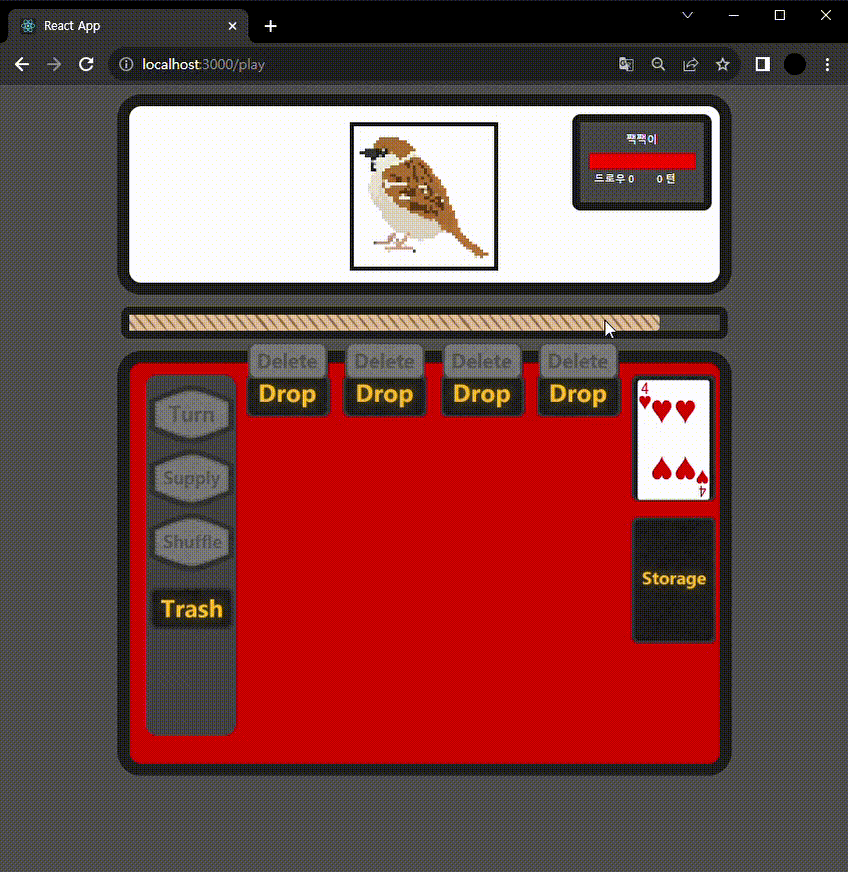 React App
localhost:3000/play
짹짹이
드로우 0 0 턴
Delete Delete Delete Delete
Drop Drop Drop Drop
4
Turn
Supply
4
Shuffle
Storage
Trash